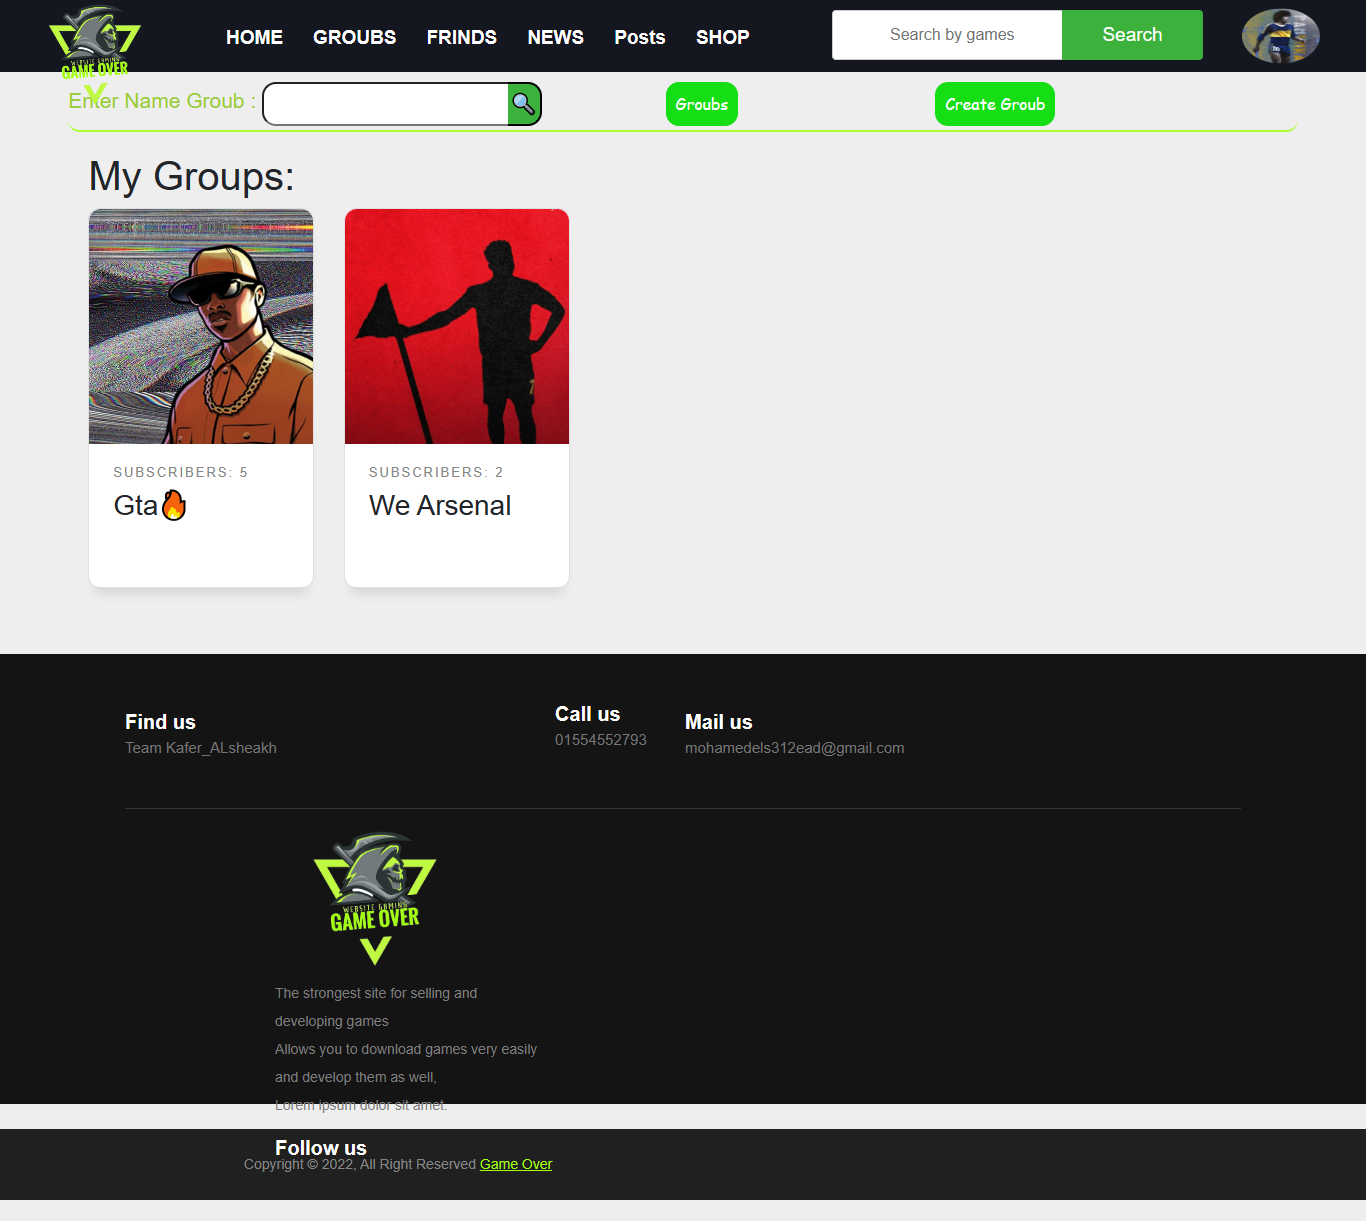 WEBSITE GAMING
GAME OVER
HOME GROUBS FRINDS NEWS Posts SHOP
Search by games Search
Enter Name Group :
Groubs
Create Groub
My Groups:
SUBSCRIBERS: 5
Gta🔥
SUBSCRIBERS: 2
We Arsenal
Find us
Team Kafer_ALsheakh
Call us
01554552793
Mail us
mohamedels312ead@gmail.com
WEBSITE GAMING
GAME OVER
The strongest site for selling and
developing games
Allows you to download games very easily
and develop them as well,
Lorem ipsum dolor sit amet.
Follow us
Copyright © 2022, All Right Reserved Game Over